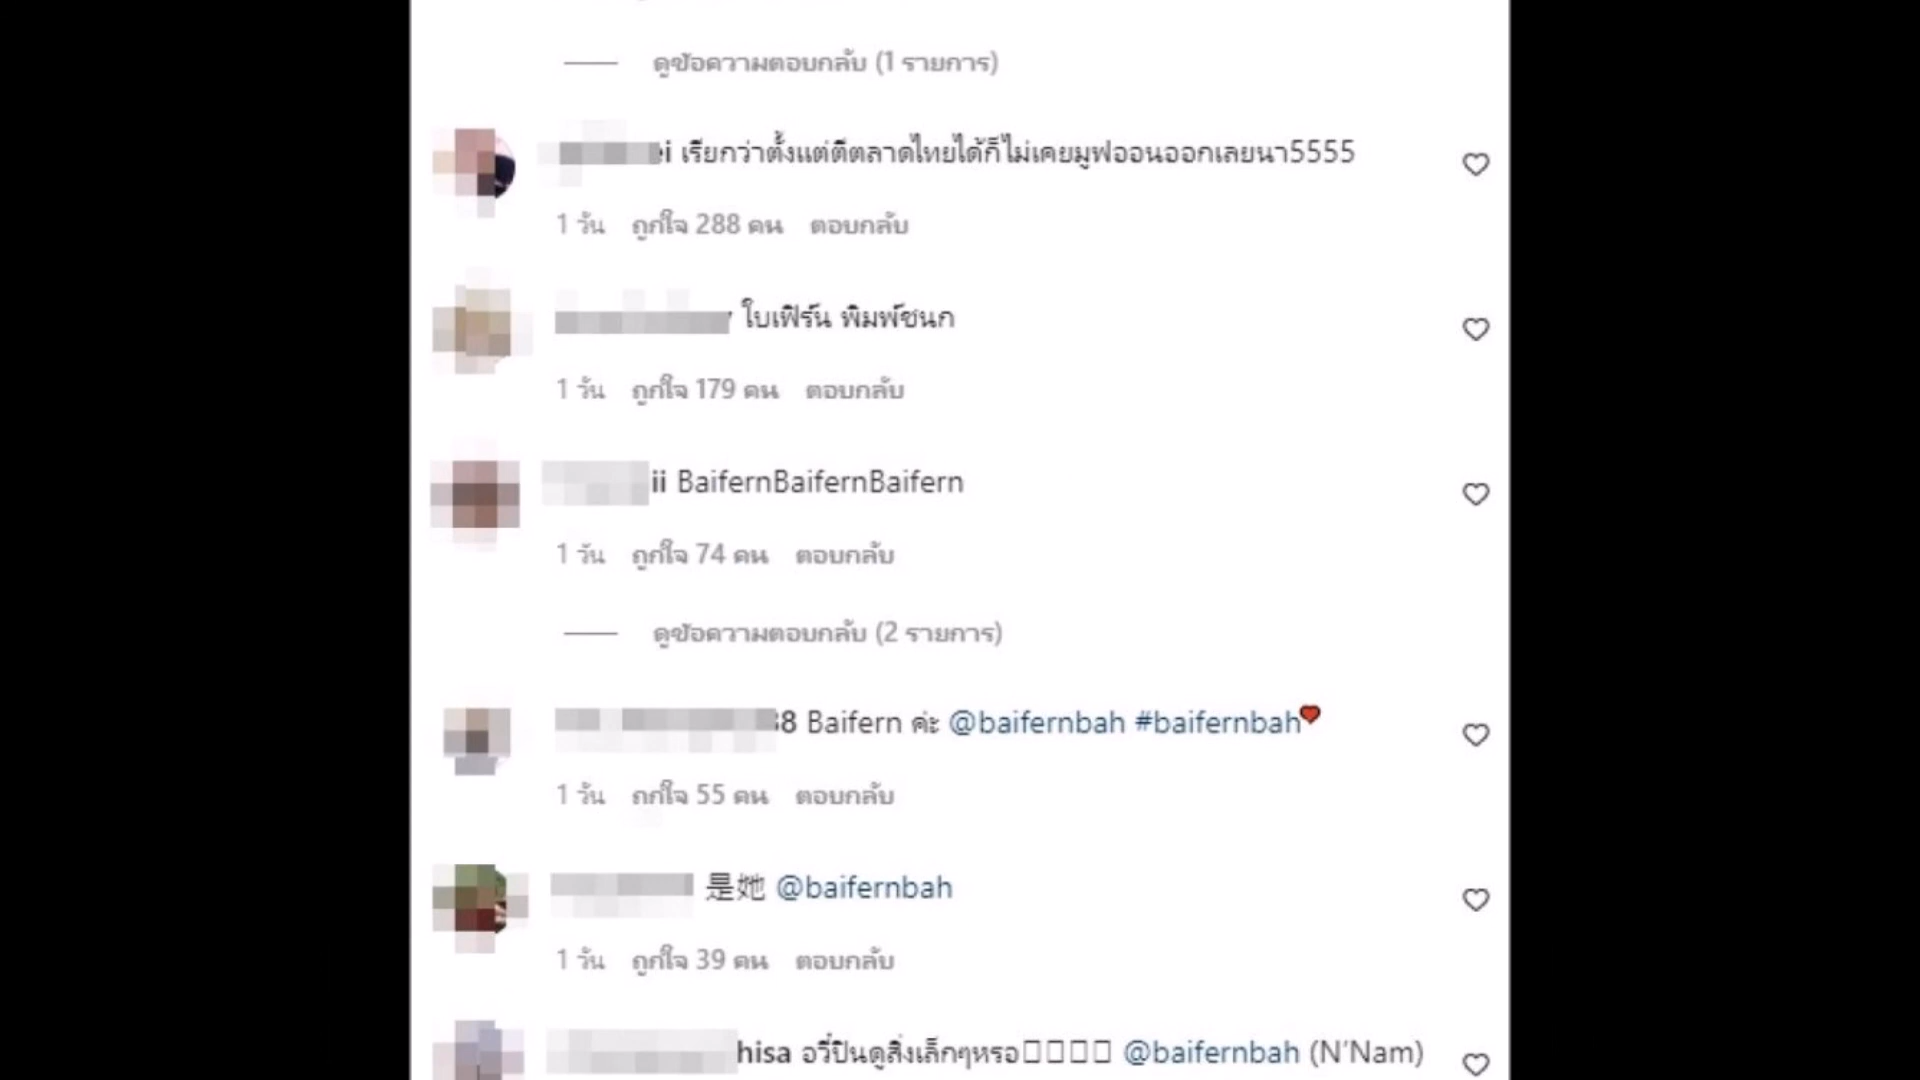 ดูข้อความตอบกลับ (1 รายการ)
ei เรียกว่าตั้งแต่ตีตลาดไทยได้ก็ไม่เคยมูฟออนออกเลยนา5555
1 วัน ถูกใจ 288 คน ตอบกลับ
ใบเฟิร์น พิมพ์ชนก
1 วัน ถูกใจ 179 คน ตอบกลับ
ii BaifernBaifernBaifern
1 วัน ถูกใจ 74 คน ตอบกลับ
ดูข้อความตอบกลับ (2 รายการ)
38 Baifern ค่ะ @baifernbah #baifernbah
1 วัน ถูกใจ 55 คน ตอบกลับ
是她 @baifernbah
1 วัน ถูกใจ 39 คน ตอบกลับ
hisa อวี๋ปินดูสิ่งเล็กๆหรอ @baifernbah (N'Nam)